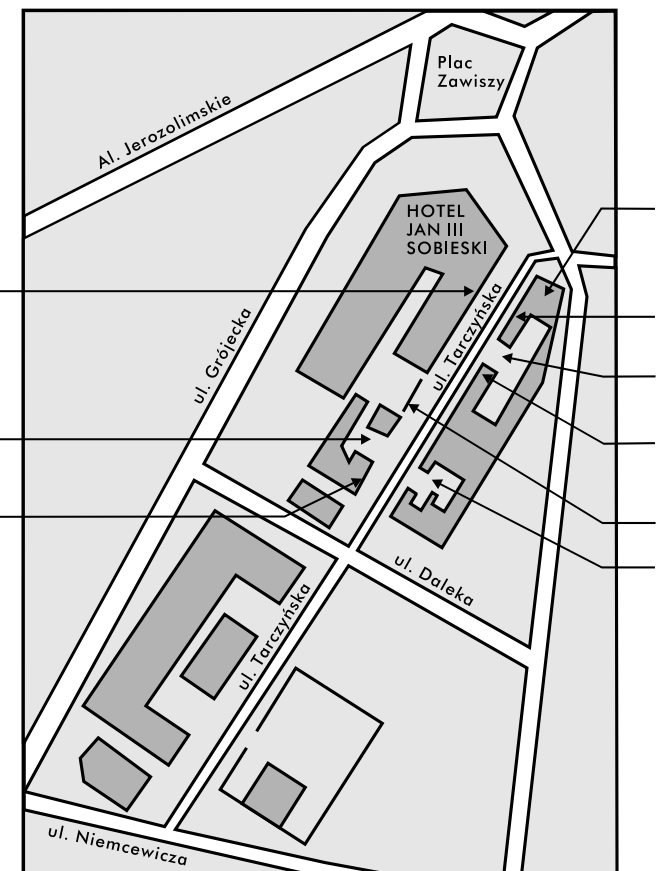 Plac
Zawiszy
Al. Jerozolimskie
HOTEL
JAN III
SOBIESKI
ul. Tarczyńska
ul. Grójecka
ul. Daleka
ul. Tarczyńska
ul. Niemcewicza